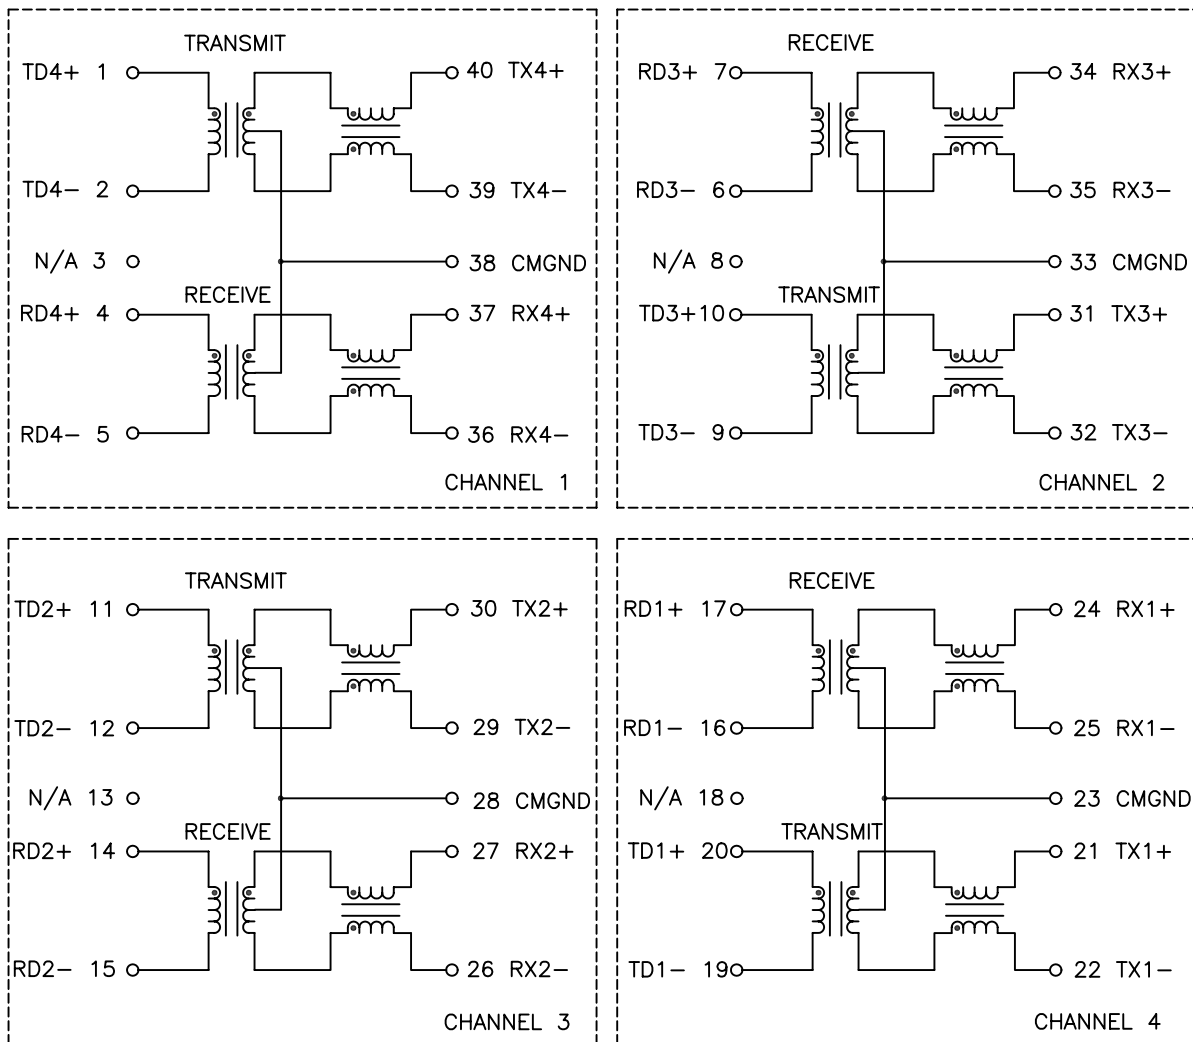 TRANSMIT
TD4+ 1
40 TX4+
TD4- 2
39 TX4-
N/A 3
38 CMGND
RECEIVE
RD4+ 4
37 RX4+
RD4- 5
36 RX4-
CHANNEL 1
RECEIVE
RD3+ 7
34 RX3+
RD3- 6
35 RX3-
N/A 8
33 CMGND
TRANSMIT
TD3+ 10
31 TX3+
TD3- 9
32 TX3-
CHANNEL 2
TRANSMIT
TD2+ 11
30 TX2+
TD2- 12
29 TX2-
N/A 13
28 CMGND
RECEIVE
RD2+ 14
27 RX2+
RD2- 15
26 RX2-
CHANNEL 3
RECEIVE
RD1+ 17
24 RX1+
RD1- 16
25 RX1-
N/A 18
23 CMGND
TRANSMIT
TD1+ 20
21 TX1+
TD1- 19
22 TX1-
CHANNEL 4